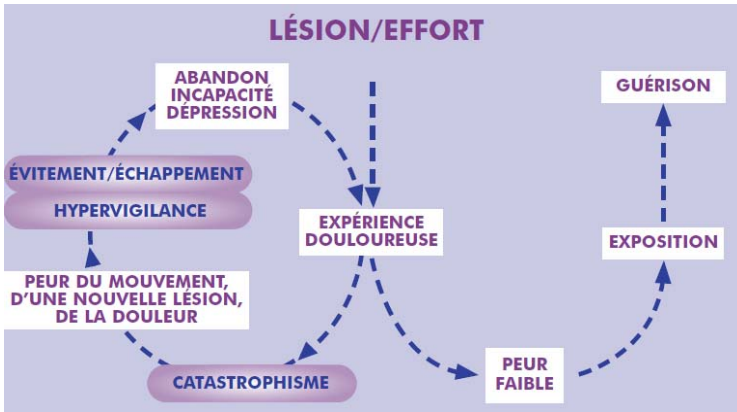 LÉSION/EFFORT
ABANDON
INCAPACITÉ
DÉPRESSION
GUÉRISON
ÉVITEMENT/ÉCHAPPEMENT
HYPERVIGILANCE
EXPÉRIENCE
DOULOUREUSE
EXPOSITION
PEUR DU MOUVEMENT,
D'UNE NOUVELLE LÉSION,
DE LA DOULEUR
CATASTROPHISME
PEUR
FAIBLE